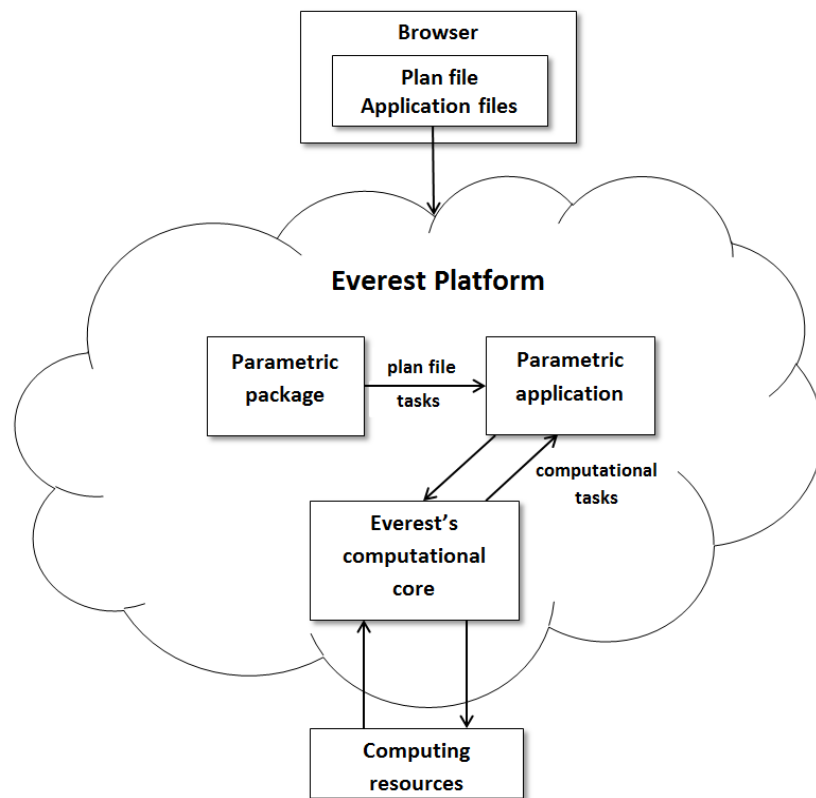 Browser
Plan file
Application files
Everest Platform
Parametric
package
plan file
tasks
Parametric
application
computational
tasks
Everest’s
computational
core
Computing
resources